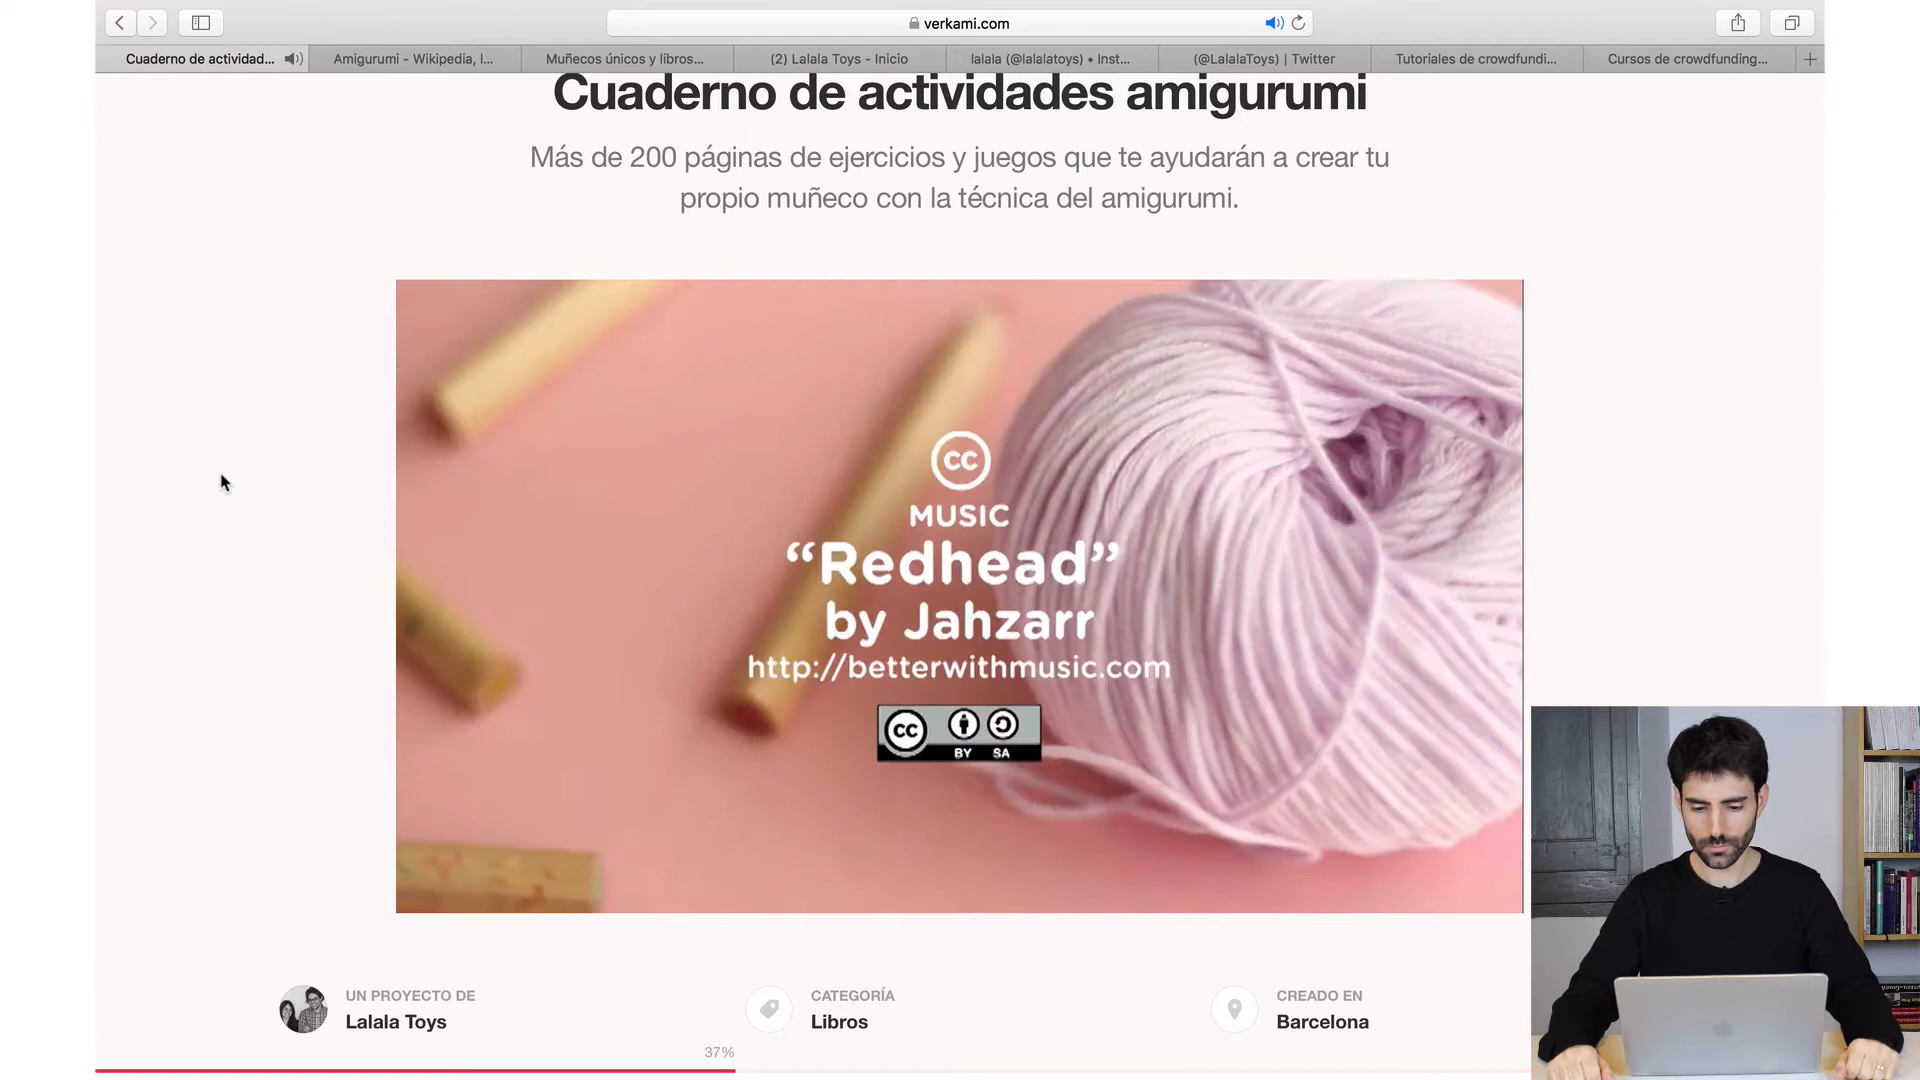 verkami.com
Cuaderno de actividad...
Amigurumi - Wikipedia, l...
Muñecos únicos y libros...
(2) Lalala Toys - Inicio
lalala (@lalalatoys) • Inst...
(@LalalaToys) | Twitter
Tutoriales de crowdfundi...
Cursos de crowdfunding...
Cuaderno de actividades amigurumi
Más de 200 páginas de ejercicios y juegos que te ayudarán a crear tu
propio muñeco con la técnica del amigurumi.
CC
MUSIC
“Redhead”
by Jahzarr
http://betterwithmusic.com
CC BY SA
UN PROYECTO DE
Lalala Toys
CATEGORÍA
Libros
CREADO EN
Barcelona
37%